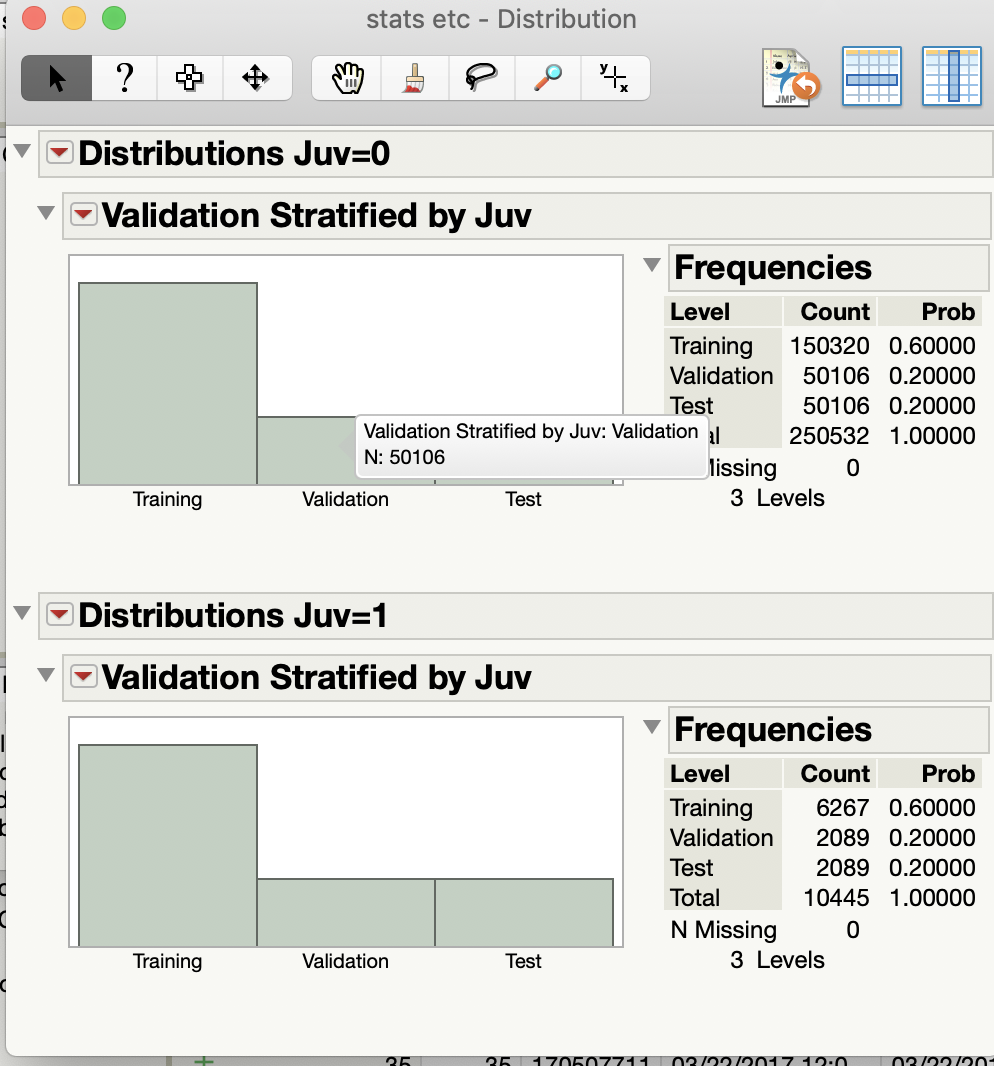 stats etc - Distribution
?
y
x
JMP
Distributions Juv=0
Validation Stratified by Juv
Frequencies
Level Count Prob
Training 150320 0.60000
Validation 50106 0.20000
Test 50106 0.20000
250532 1.00000
Missing 0
3 Levels
Validation Stratified by Juv: Validation
N: 50106
Training Validation Test
Distributions Juv=1
Validation Stratified by Juv
Frequencies
Level Count Prob
Training 6267 0.60000
Validation 2089 0.20000
Test 2089 0.20000
Total 10445 1.00000
N Missing 0
3 Levels
Training Validation Test
35 35 170507711 03/22/2017 12:0